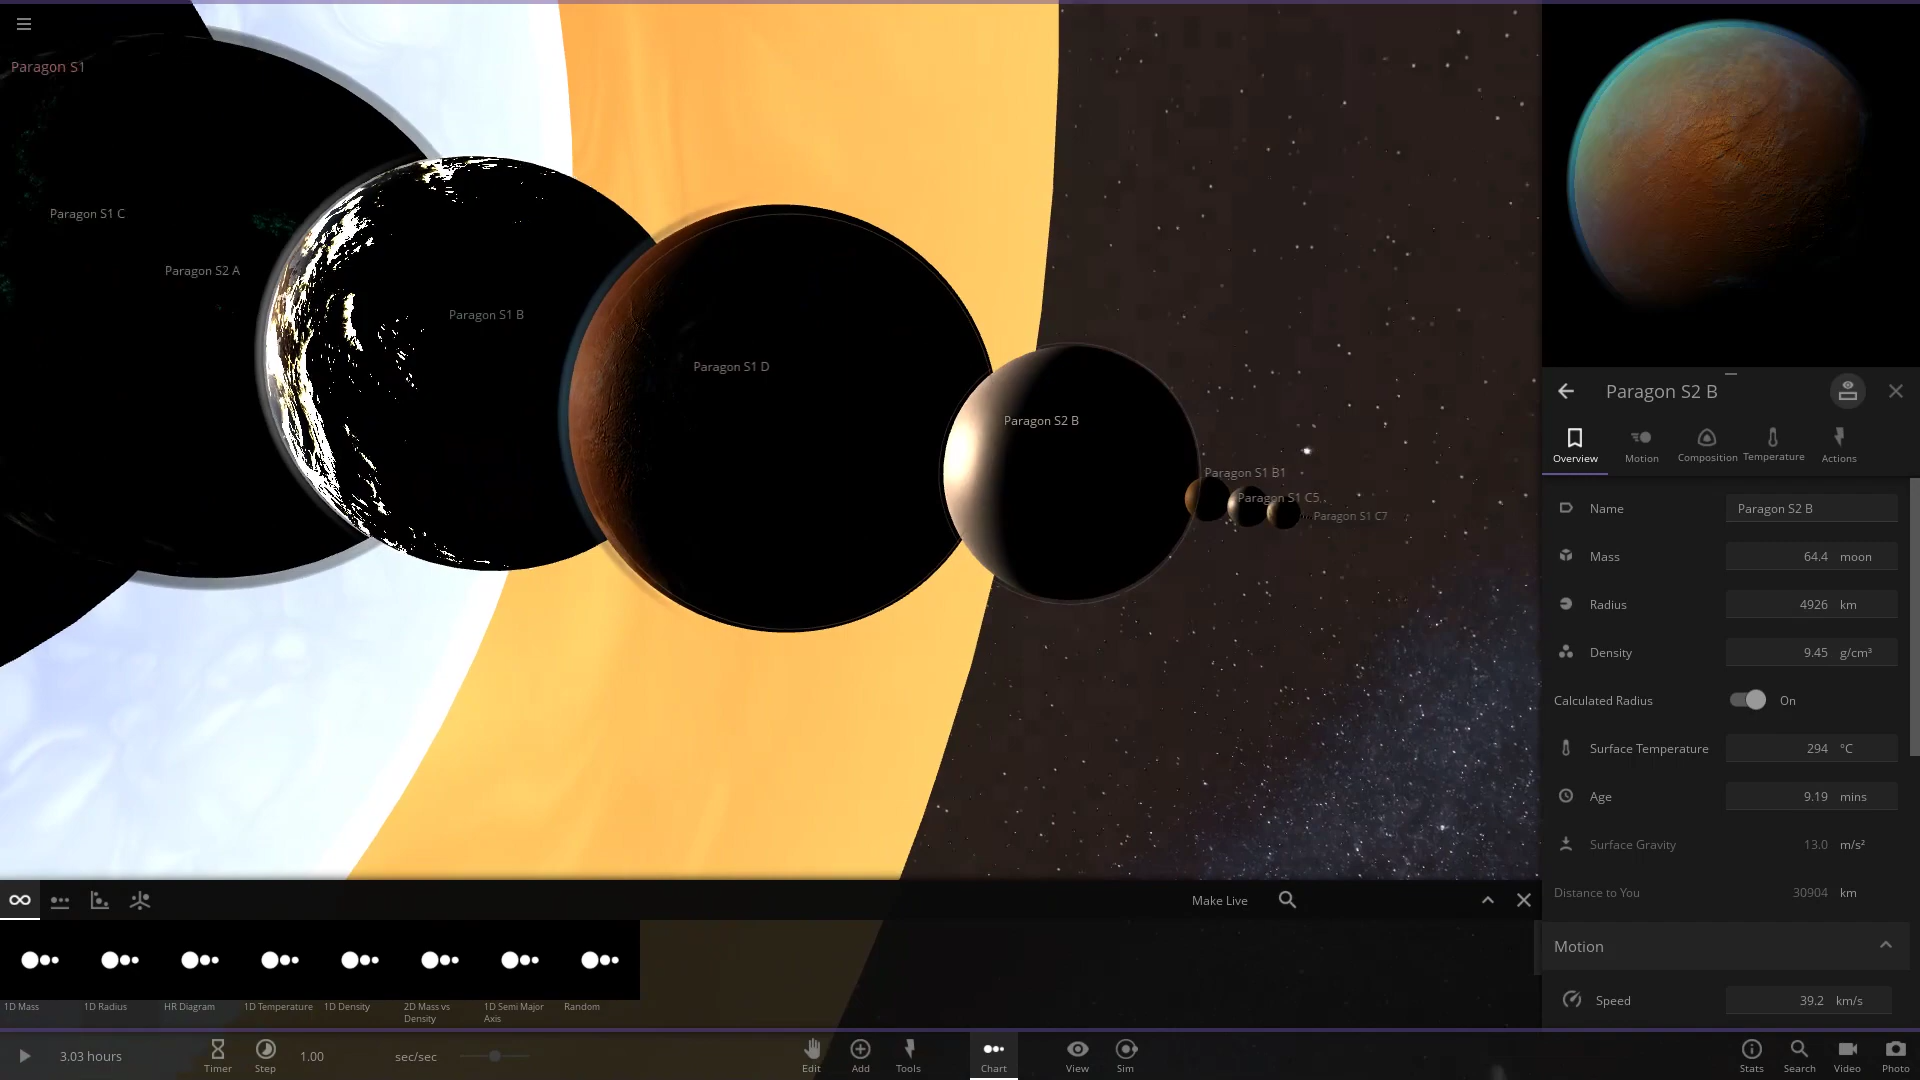 Paragon S1
Paragon S1 C
Paragon S2 A
Paragon S1 B
Paragon S1 D
Paragon S2 B
Paragon S1 B1
Paragon S1 C5..
Paragon S1 C7
Paragon S2 B
Overview
Motion
Composition
Temperature
Actions
Name
Paragon S2 B
Mass
64.4 moon
Radius
4926 km
Density
9.45 g/cm³
Calculated Radius
On
Surface Temperature
294 °C
Age
9.19 mins
Surface Gravity
13.0 m/s²
Distance to You
30904 km
Motion
Speed
39.2 km/s
Make Live
1D Mass
1D Radius
HR Diagram
1D Temperature
1D Density
2D Mass vs
Density
1D Semi Major
Axis
Random
3.03 hours
Timer
Step
1.00
sec/sec
Edit
Add
Tools
Chart
View
Sim
Stats
Search
Video
Photo